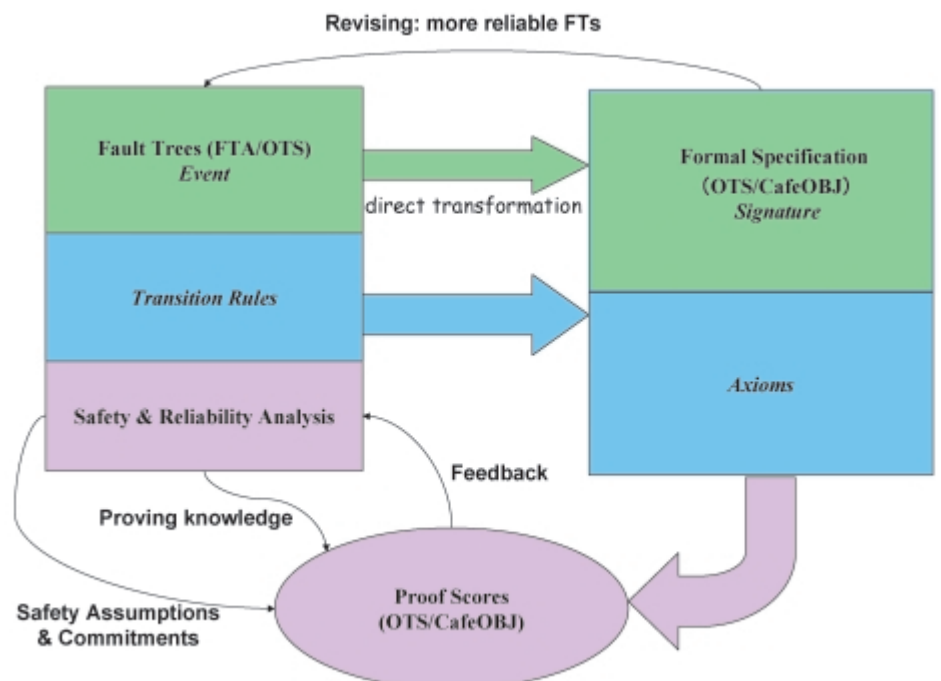 Revising: more reliable FTs
Fault Trees (FTA/OTS)
Event
direct transformation
Formal Specification
(OTS/CafeOBJ)
Signature
Transition Rules
Axioms
Safety & Reliability Analysis
Feedback
Proving knowledge
Safety Assumptions
& Commitments
Proof Scores
(OTS/CafeOBJ)